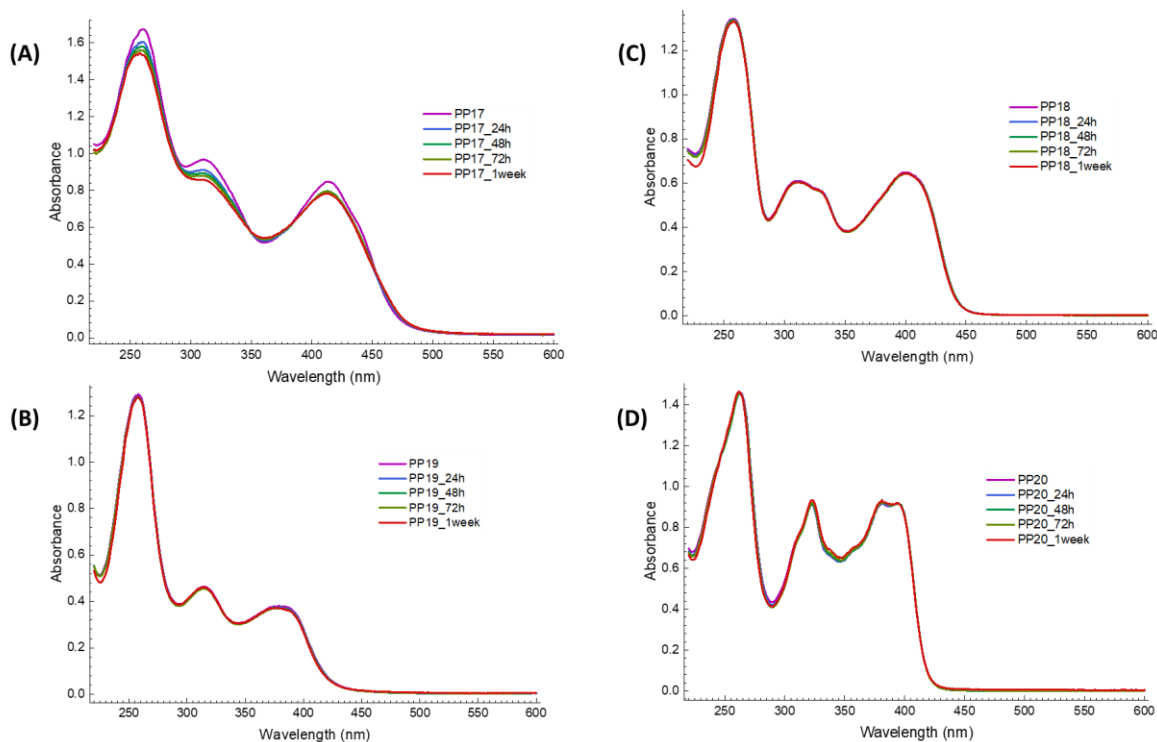 (A)
Absorbance
1.6
1.4
1.2
1.0
0.8
0.6
0.4
0.2
0.0
250 300 350 400 450 500 550 600
Wavelength (nm)
PP17
PP17_24h
PP17_48h
PP17_72h
PP17_1week
(B)
Absorbance
1.2
1.0
0.8
0.6
0.4
0.2
0.0
250 300 350 400 450 500 550 600
Wavelength (nm)
PP19
PP19_24h
PP19_48h
PP19_72h
PP19_1week
(C)
Absorbance
1.2
1.0
0.8
0.6
0.4
0.2
0.0
250 300 350 400 450 500 550 600
Wavelength (nm)
PP18
PP18_24h
PP18_48h
PP18_72h
PP18_1week
(D)
Absorbance
1.4
1.2
1.0
0.8
0.6
0.4
0.2
0.0
250 300 350 400 450 500 550 600
Wavelength (nm)
PP20
PP20_24h
PP20_48h
PP20_72h
PP20_1week